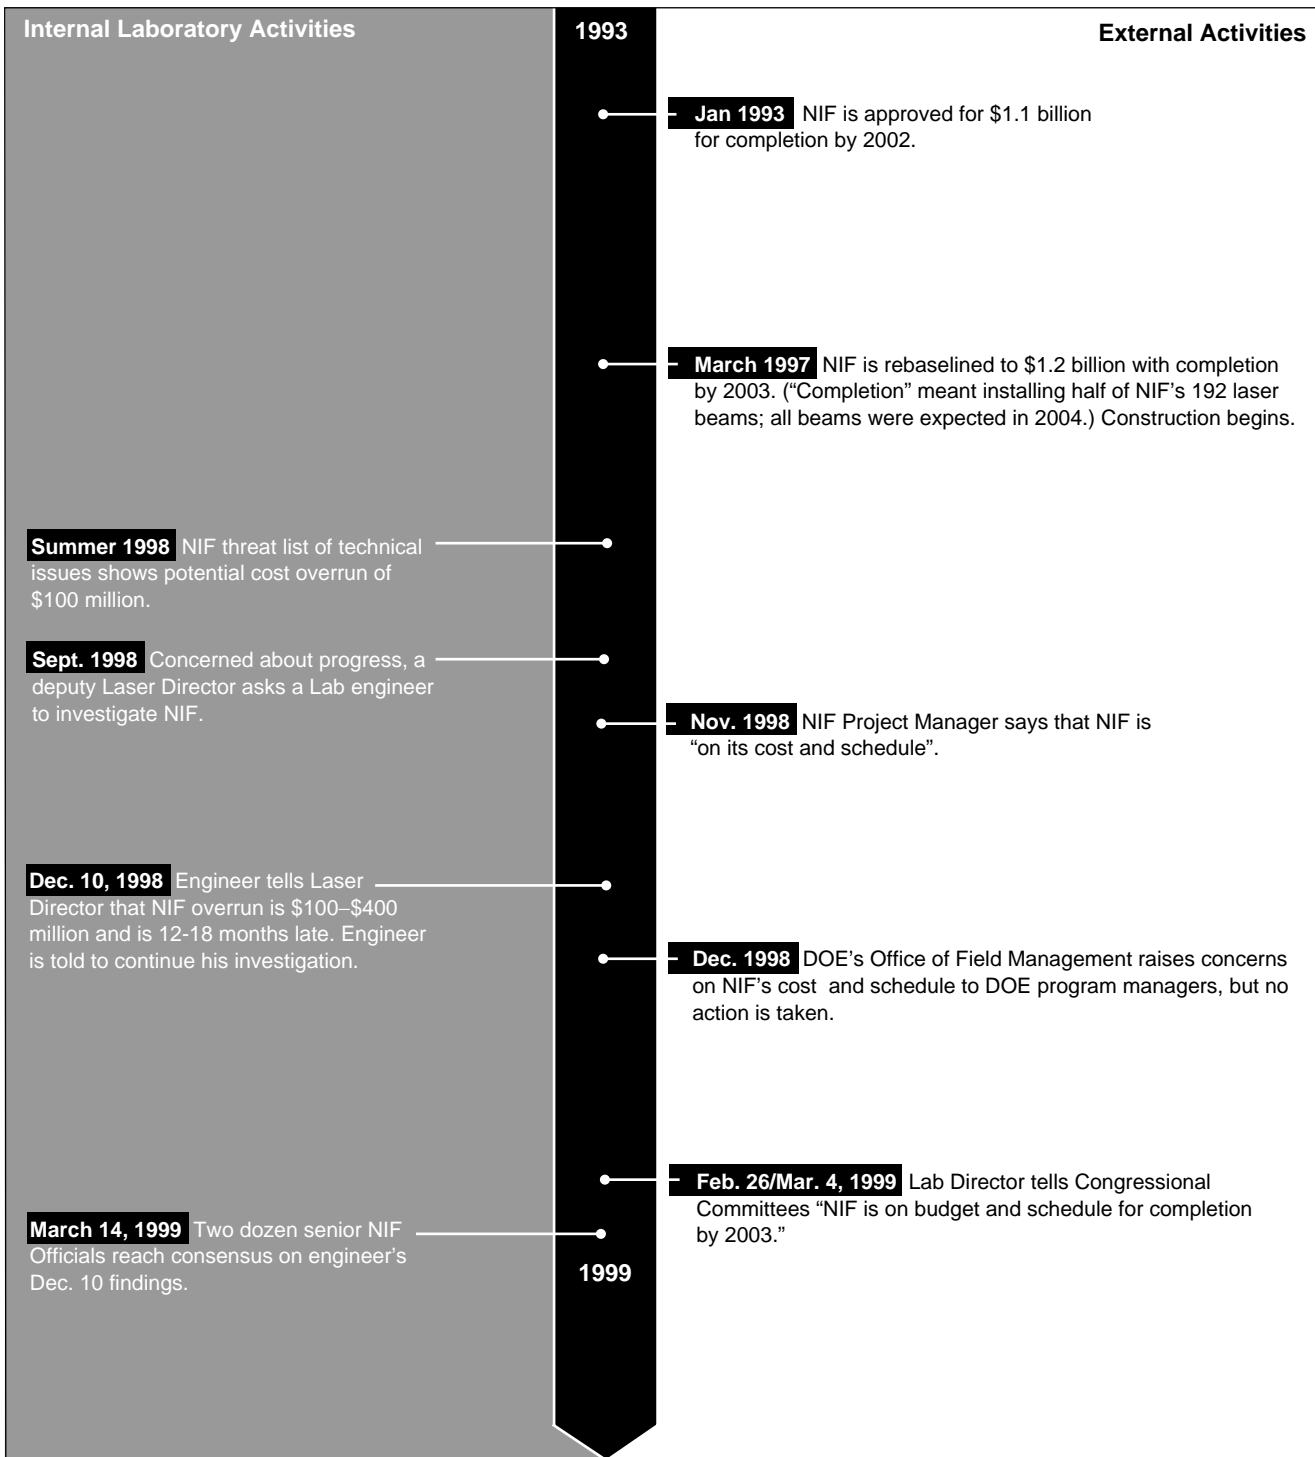 Internal Laboratory Activities
1993
External Activities
Jan 1993 NIF is approved for $1.1 billion
for completion by 2002.
March 1997 NIF is rebaselined to $1.2 billion with completion
by 2003. (“Completion” meant installing half of NIF’s 192 laser
beams; all beams were expected in 2004.) Construction begins.
Summer 1998 NIF threat list of technical
issues shows potential cost overrun of
$100 million.
Sept. 1998 Concerned about progress, a
deputy Laser Director asks a Lab engineer
to investigate NIF.
Nov. 1998 NIF Project Manager says that NIF is
“on its cost and schedule”.
Dec. 10, 1998 Engineer tells Laser
Director that NIF overrun is $100–$400
million and is 12-18 months late. Engineer
is told to continue his investigation.
Dec. 1998 DOE’s Office of Field Management raises concerns
on NIF’s cost and schedule to DOE program managers, but no
action is taken.
Feb. 26/Mar. 4, 1999 Lab Director tells Congressional
Committees “NIF is on budget and schedule for completion
by 2003.”
March 14, 1999 Two dozen senior NIF
Officials reach consensus on engineer’s
Dec. 10 findings.
1999